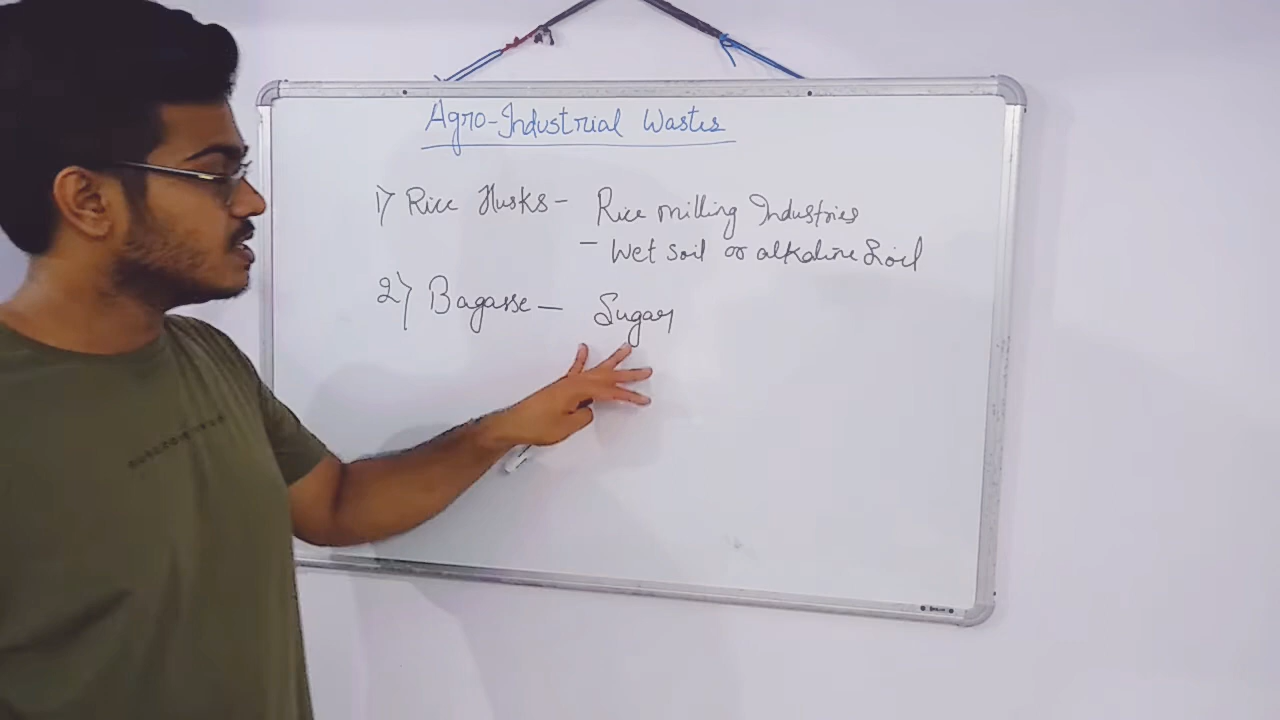 Agro-Industrial Wastes
1) Rice Husks - Rice milling Industries
- Wet soil or alkaline Soil
2) Bagasse - Sugar